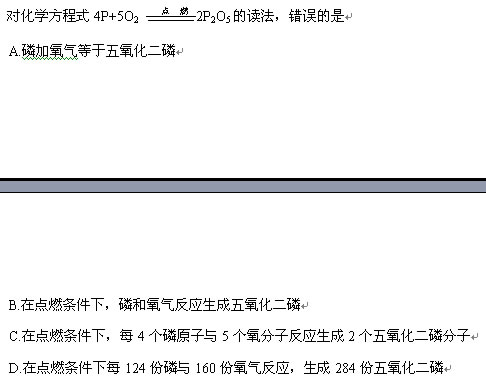 对化学方程式 4P+5O₂ ══点 燃══ 2P₂O₅的读法，错误的是↵
A.磷加氧气等于五氧化二磷↵
B.在点燃条件下，磷和氧气反应生成五氧化二磷↵
C.在点燃条件下，每 4 个磷原子与 5 个氧分子反应生成 2 个五氧化二磷分子↵
D.在点燃条件下每 124 份磷与 160 份氧气反应，生成 284 份五氧化二磷↵